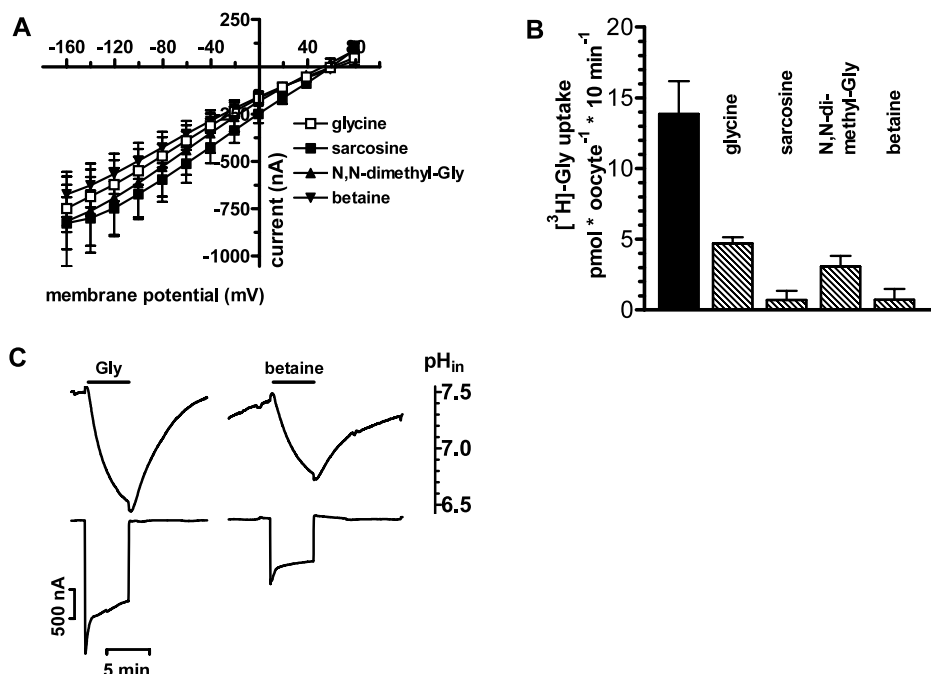 A
250
-160 -120 -80 -40 40 80
-250
-500
-750
-1000
current (nA)
glycine
sarcosine
N,N-dimethyl-Gly
betaine
membrane potential (mV)
B
[³H]-Gly uptake
pmol * oocyte⁻¹ * 10 min⁻¹
20
15
10
5
0
glycine
sarcosine
N,N-di-
methyl-Gly
betaine
C
Gly
betaine
pHin
7.5
7.0
6.5
500 nA
5 min